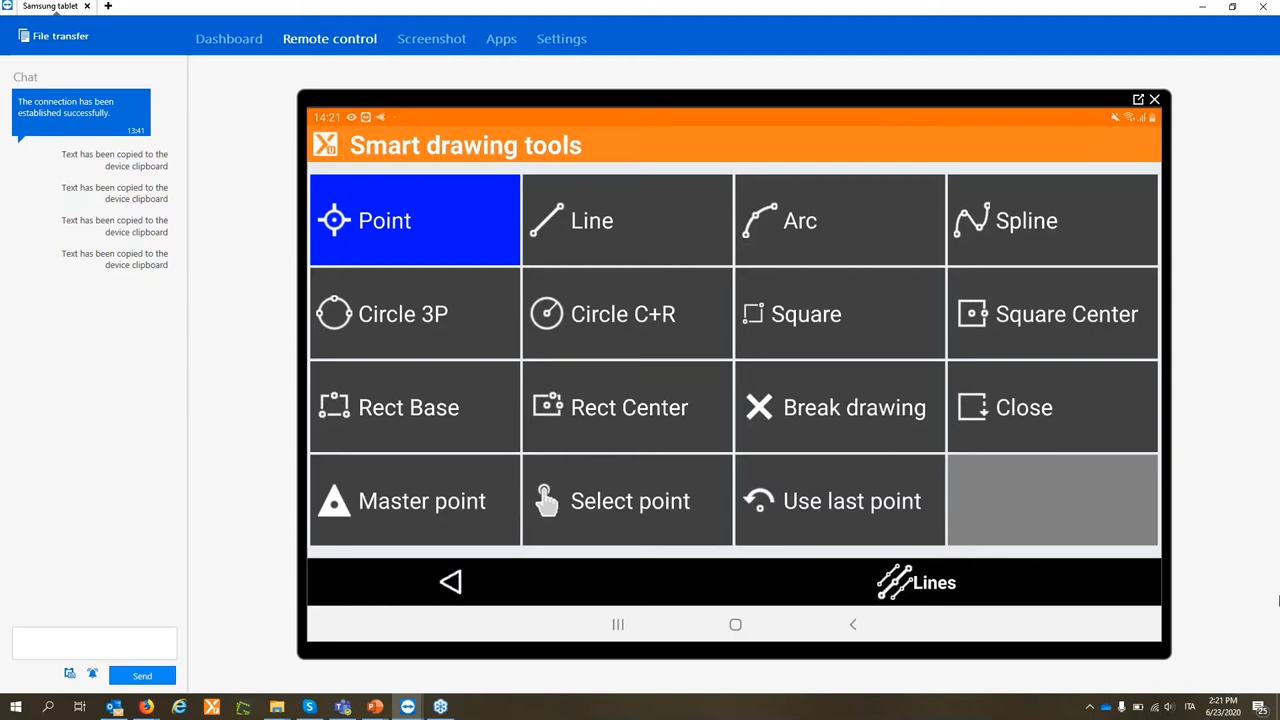 Samsung tablet
File transfer
Dashboard
Remote control
Screenshot
Apps
Settings
Chat
The connection has been
established successfully.
13:41
Text has been copied to the
device clipboard
Text has been copied to the
device clipboard
Text has been copied to the
device clipboard
Text has been copied to the
device clipboard
Send
14:21
Smart drawing tools
Point
Line
Arc
Spline
Circle 3P
Circle C+R
Square
Square Center
Rect Base
Rect Center
Break drawing
Close
Master point
Select point
Use last point
Lines
ITA
2:21 PM
6/23/2020
25